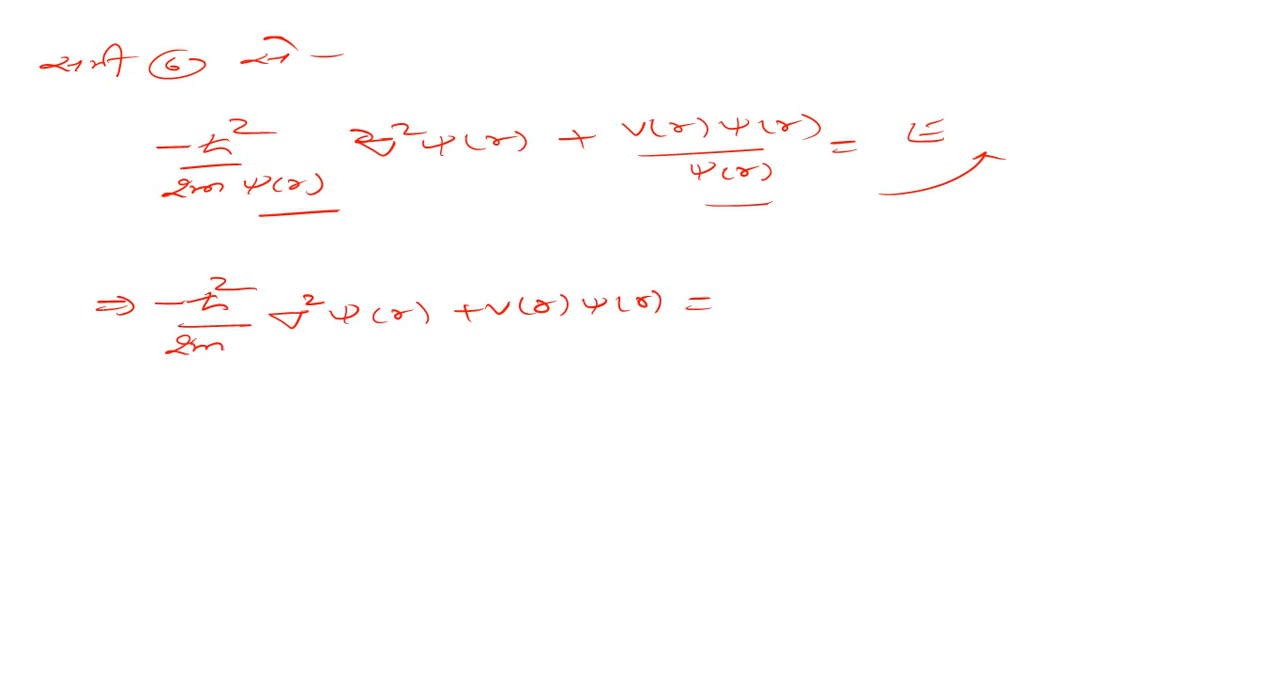 समी ⑥ से –
-ħ²/2m ψ(r) ∇²ψ(r) + V(r)ψ(r)/ψ(r) = E
⇒ -ħ²/2m ∇²ψ(r) + V(r)ψ(r) =